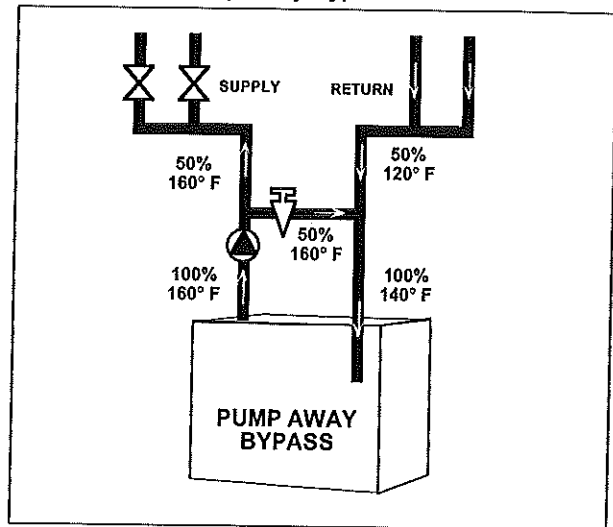 SUPPLY
RETURN
50%
160° F
50%
120° F
50%
160° F
100%
160° F
100%
140° F
PUMP AWAY
BYPASS